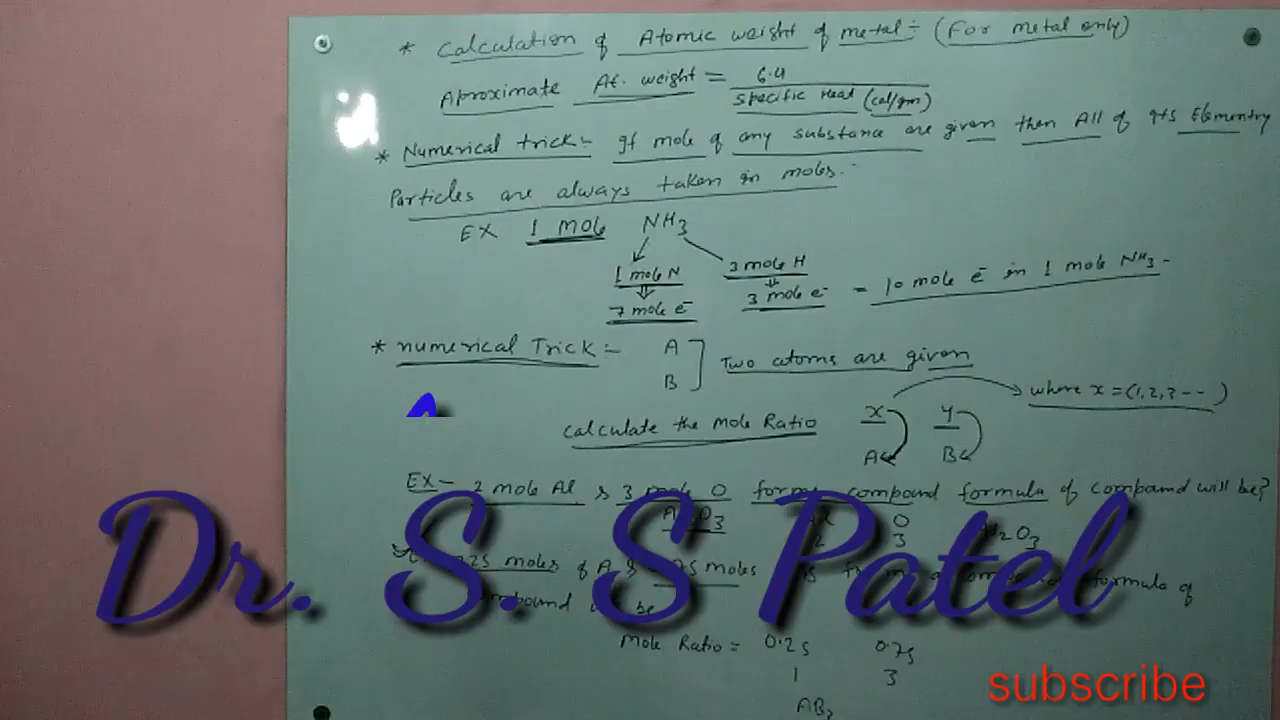 * Calculation of Atomic weight of metal :- (For metal only)
Aproximate At. weight = 6.4
Specific Heat (cal/gm)
* Numerical trick :- If mole of any substance are given then All of its Elementry
Particles are always taken in moles.
EX 1 mole NH3
1 mole N 3 mole H
7 mole e- 3 mole e- = 10 mole e- in 1 mole NH3 -
* numerical Trick :- A
B
Two atoms are given
where x = (1,2,3 -- )
Calculate the Mole Ratio x y
A B
EX - 2 mole Al & 3 mole O forms compound formula of compound will be?
O
3
moles of A & moles formula of
Dr. S. S Patel
Mole Ratio = 0.25 0.75
1 3
AB3
subscribe